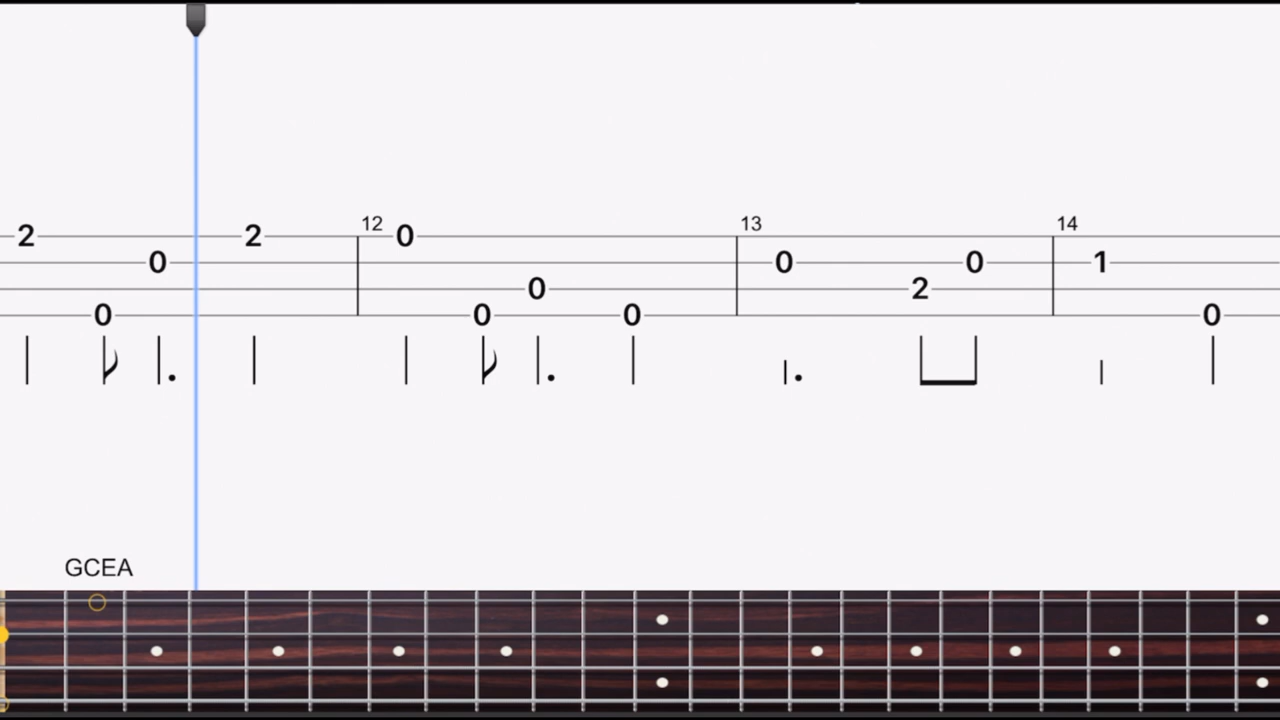 12 13 14
2 2 0
0 0 0 1
0 2
0 0 0 0
GCEA